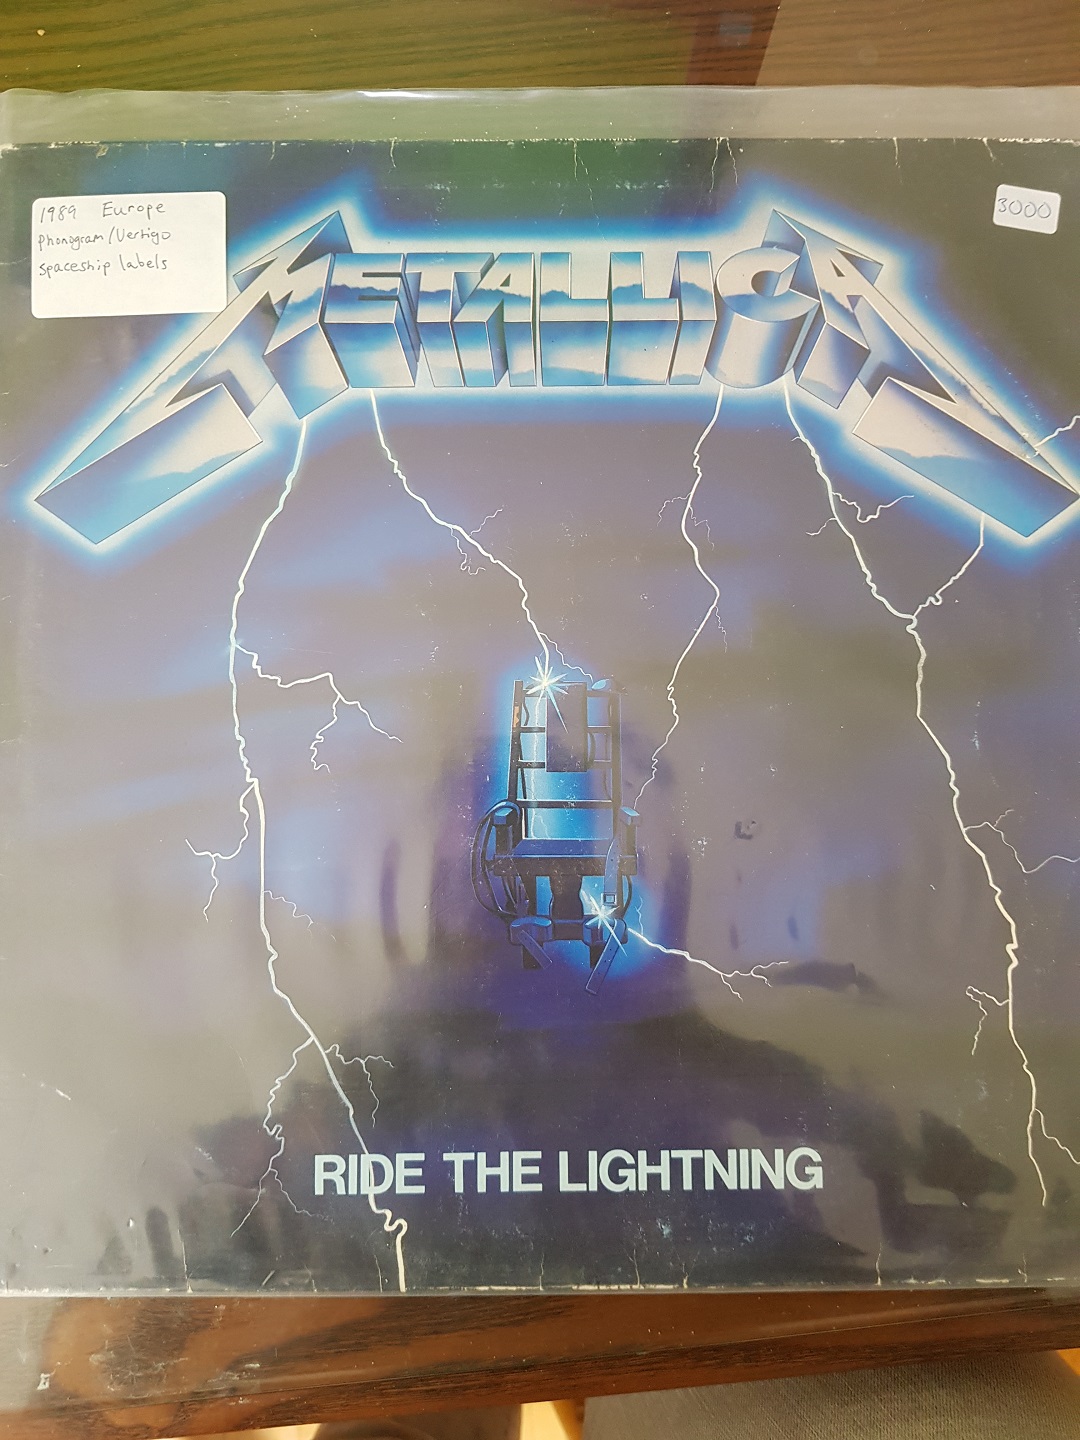 1989 Europe
phonogram/Vertigo
spaceship labels
3000
METALLICA
RIDE THE LIGHTNING